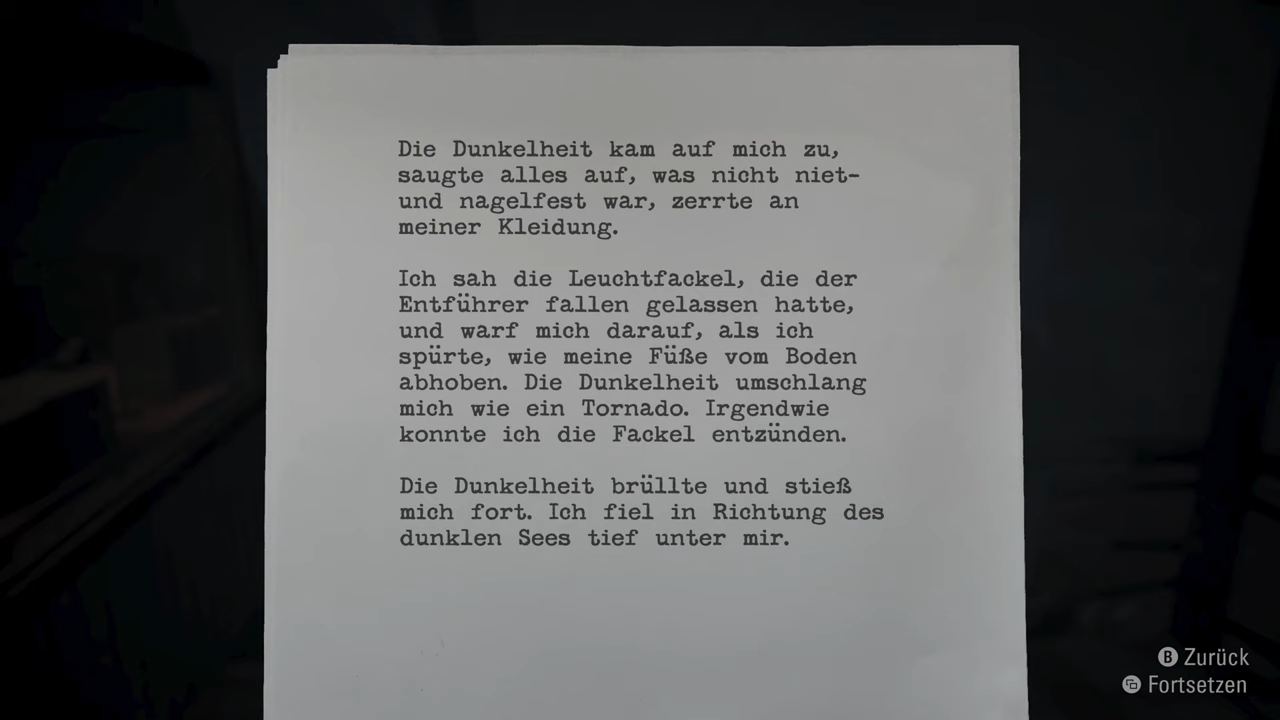 Die Dunkelheit kam auf mich zu,
saugte alles auf, was nicht niet-
und nagelfest war, zerrte an
meiner Kleidung.
Ich sah die Leuchtfackel, die der
Entführer fallen gelassen hatte,
und warf mich darauf, als ich
spürte, wie meine Füße vom Boden
abhoben. Die Dunkelheit umschlang
mich wie ein Tornado. Irgendwie
konnte ich die Fackel entzünden.
Die Dunkelheit brüllte und stieß
mich fort. Ich fiel in Richtung des
dunklen Sees tief unter mir.
B Zurück
Fortsetzen